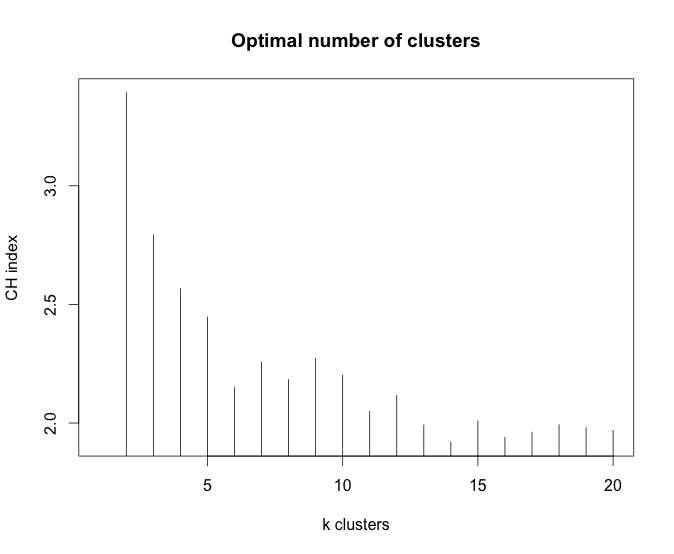 Optimal number of clusters
CH index
3.0
2.5
2.0
5 10 15 20
k clusters